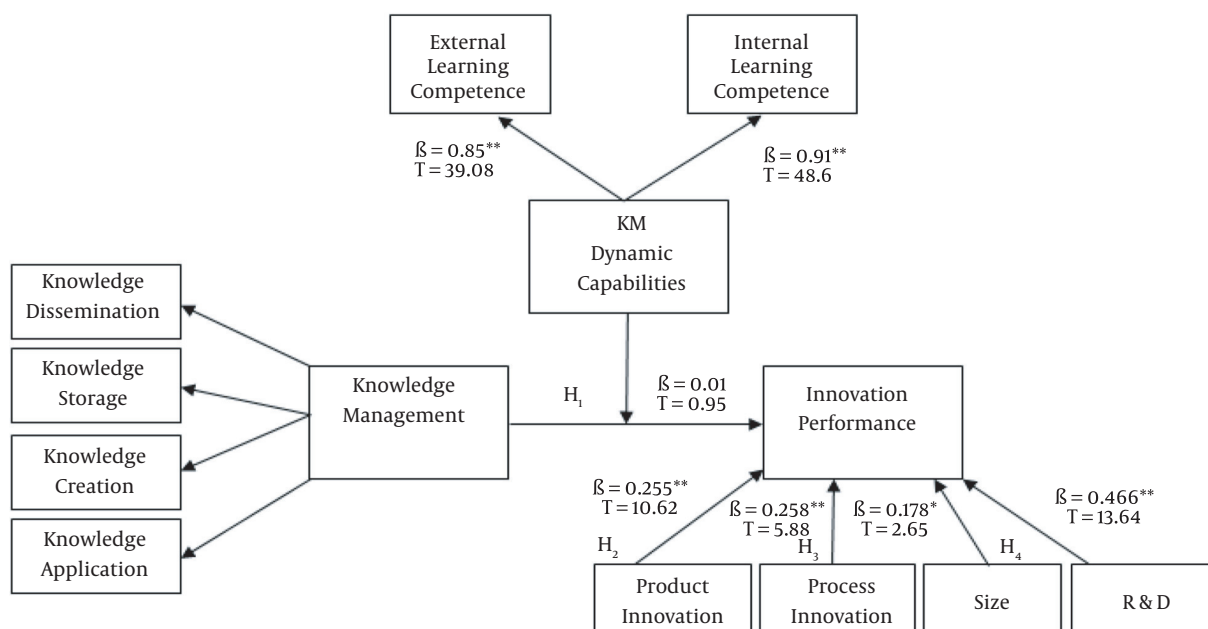 External
Learning
Competence
Internal
Learning
Competence
ß = 0.85**
T = 39.08
ß = 0.91**
T = 48.6
KM
Dynamic
Capabilities
Knowledge
Dissemination
Knowledge
Storage
Knowledge
Creation
Knowledge
Application
Knowledge
Management
H₁
ß = 0.01
T = 0.95
Innovation
Performance
ß = 0.255**
T = 10.62
H₂
ß = 0.258**
T = 5.88
H₃
ß = 0.178*
T = 2.65
H₄
ß = 0.466**
T = 13.64
Product
Innovation
Process
Innovation
Size
R & D